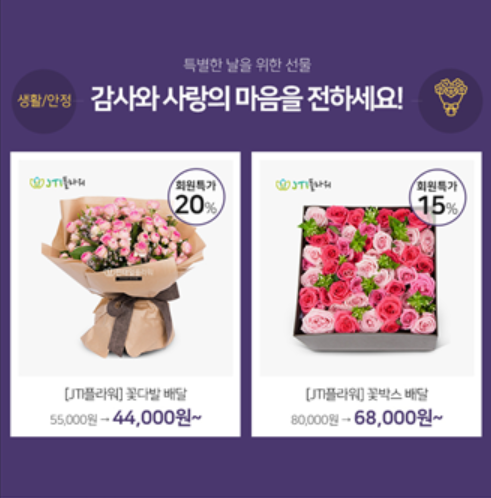 특별한 날을 위한 선물
생활/안정
감사와 사랑의 마음을 전하세요!
JTI플라워
회원특가
20%
[JTI플라워] 꽃다발 배달
55,000원 → 44,000원~
JTI플라워
회원특가
15%
[JTI플라워] 꽃박스 배달
80,000원 → 68,000원~